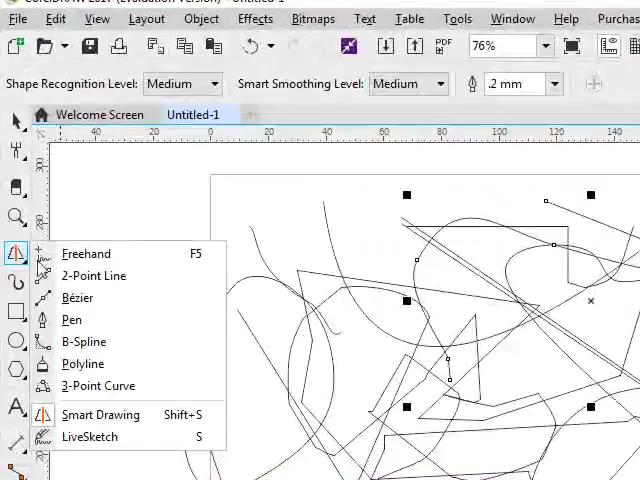 CorelDRAW 2017 (Evaluation Version) - Untitled-1
File Edit View Layout Object Effects Bitmaps Text Table Tools Window Help Purchas
PDF 76%
Shape Recognition Level: Medium Smart Smoothing Level: Medium .2 mm
Welcome Screen Untitled-1
40 20 0 20 40 60 80 100 120 140
300
280
Freehand F5
2-Point Line
Bézier
Pen
B-Spline
Polyline
3-Point Curve
Smart Drawing Shift+S
LiveSketch S